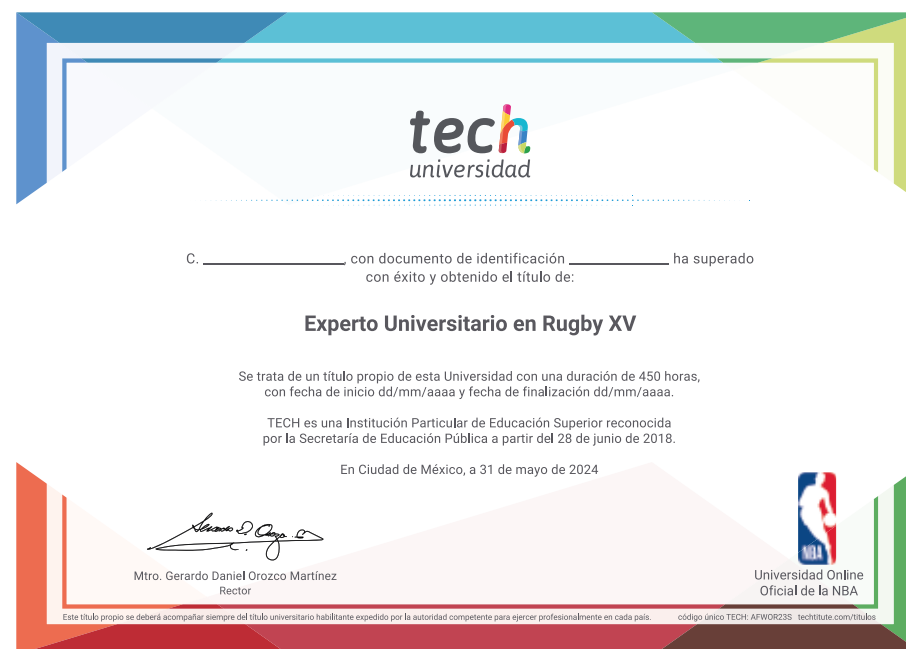 tech
universidad
C. ____________________, con documento de identificación ______________ ha superado
con éxito y obtenido el título de:
Experto Universitario en Rugby XV
Se trata de un título propio de esta Universidad con una duración de 450 horas,
con fecha de inicio dd/mm/aaaa y fecha de finalización dd/mm/aaaa.
TECH es una Institución Particular de Educación Superior reconocida
por la Secretaría de Educación Pública a partir del 28 de junio de 2018.
En Ciudad de México, a 31 de mayo de 2024
NBA
Mtro. Gerardo Daniel Orozco Martínez
Rector
Universidad Online
Oficial de la NBA
Este título propio se deberá acompañar siempre del título universitario habilitante expedido por la autoridad competente para ejercer profesionalmente en cada país.
código único TECH: AFWOR23S techtitute.com/titulos